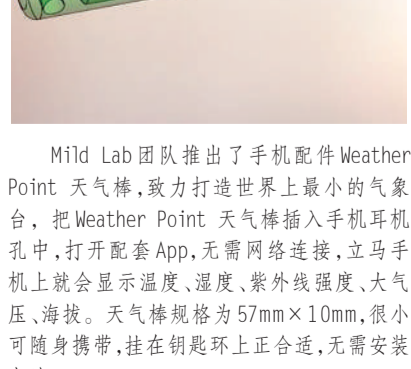 Mild Lab团队推出了手机配件Weather
Point 天气棒,致力打造世界上最小的气象
台, 把Weather Point 天气棒插入手机耳机
孔中,打开配套App,无需网络连接,立马手
机上就会显示温度、湿度、紫外线强度、大气
压、海拔。天气棒规格为57mm×10mm,很小
可随身携带,挂在钥匙环上正合适,无需安装